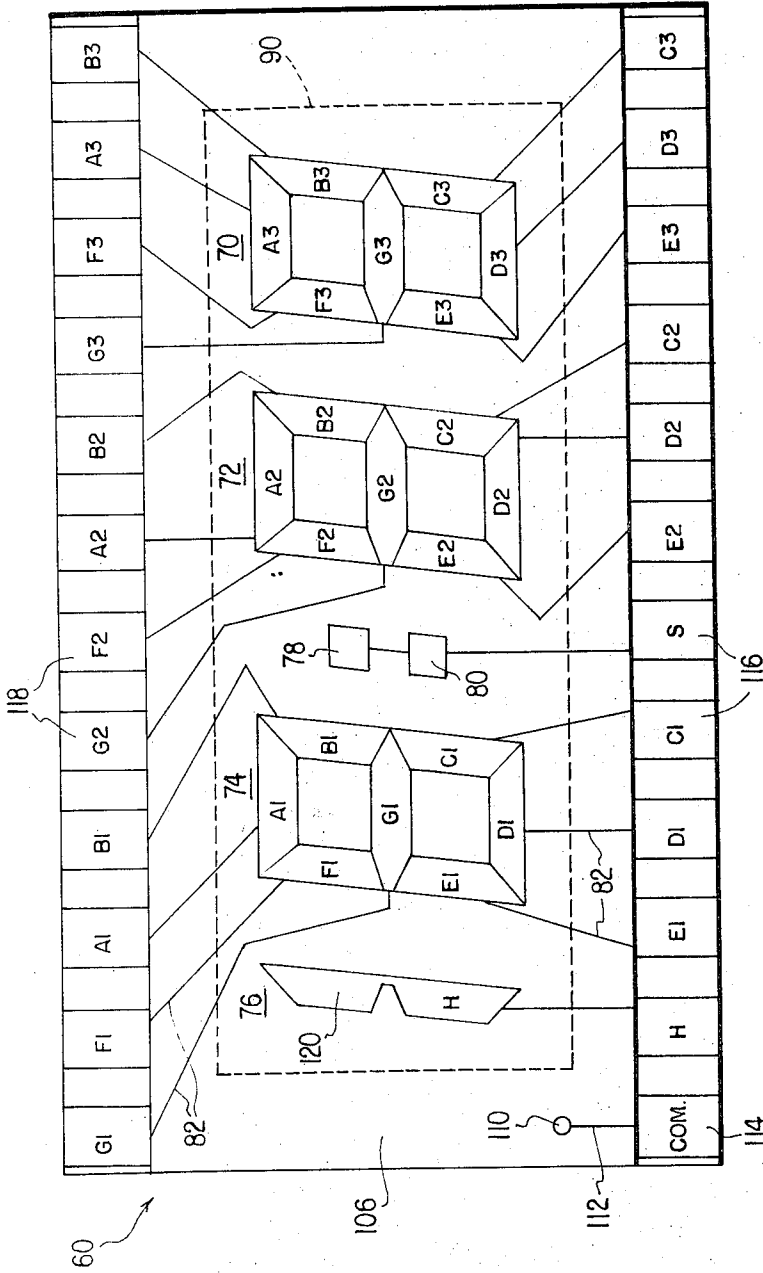 118
60
G1 F1 A1 B1 G2 F2 A2 B2 G3 F3 A3 B3
82
90
76 74 72 70
A1 A2 A3
120
78
F1 B1 F2 B2 F3 B3
106
G1 G2 G3
H E1 C1 E2 C2 E3 C3
80
110
D1 D2 D3
112 82 82
COM. H E1 D1 C1 S E2 D2 C2 E3 D3 C3
114 116